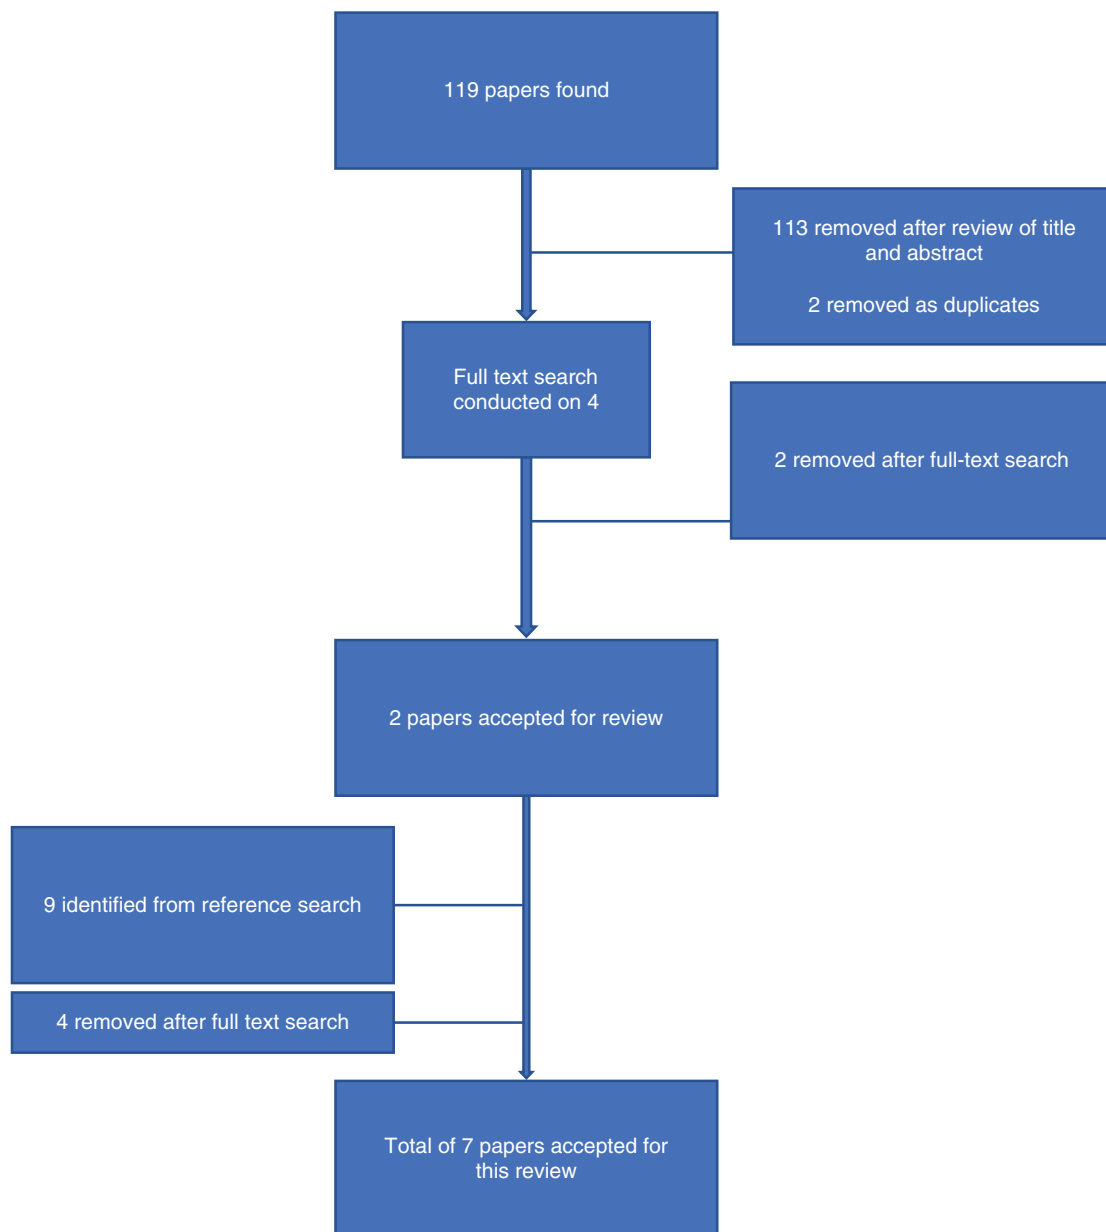 119 papers found
113 removed after review of title
and abstract
2 removed as duplicates
Full text search
conducted on 4
2 removed after full-text search
2 papers accepted for review
9 identified from reference search
4 removed after full text search
Total of 7 papers accepted for
this review